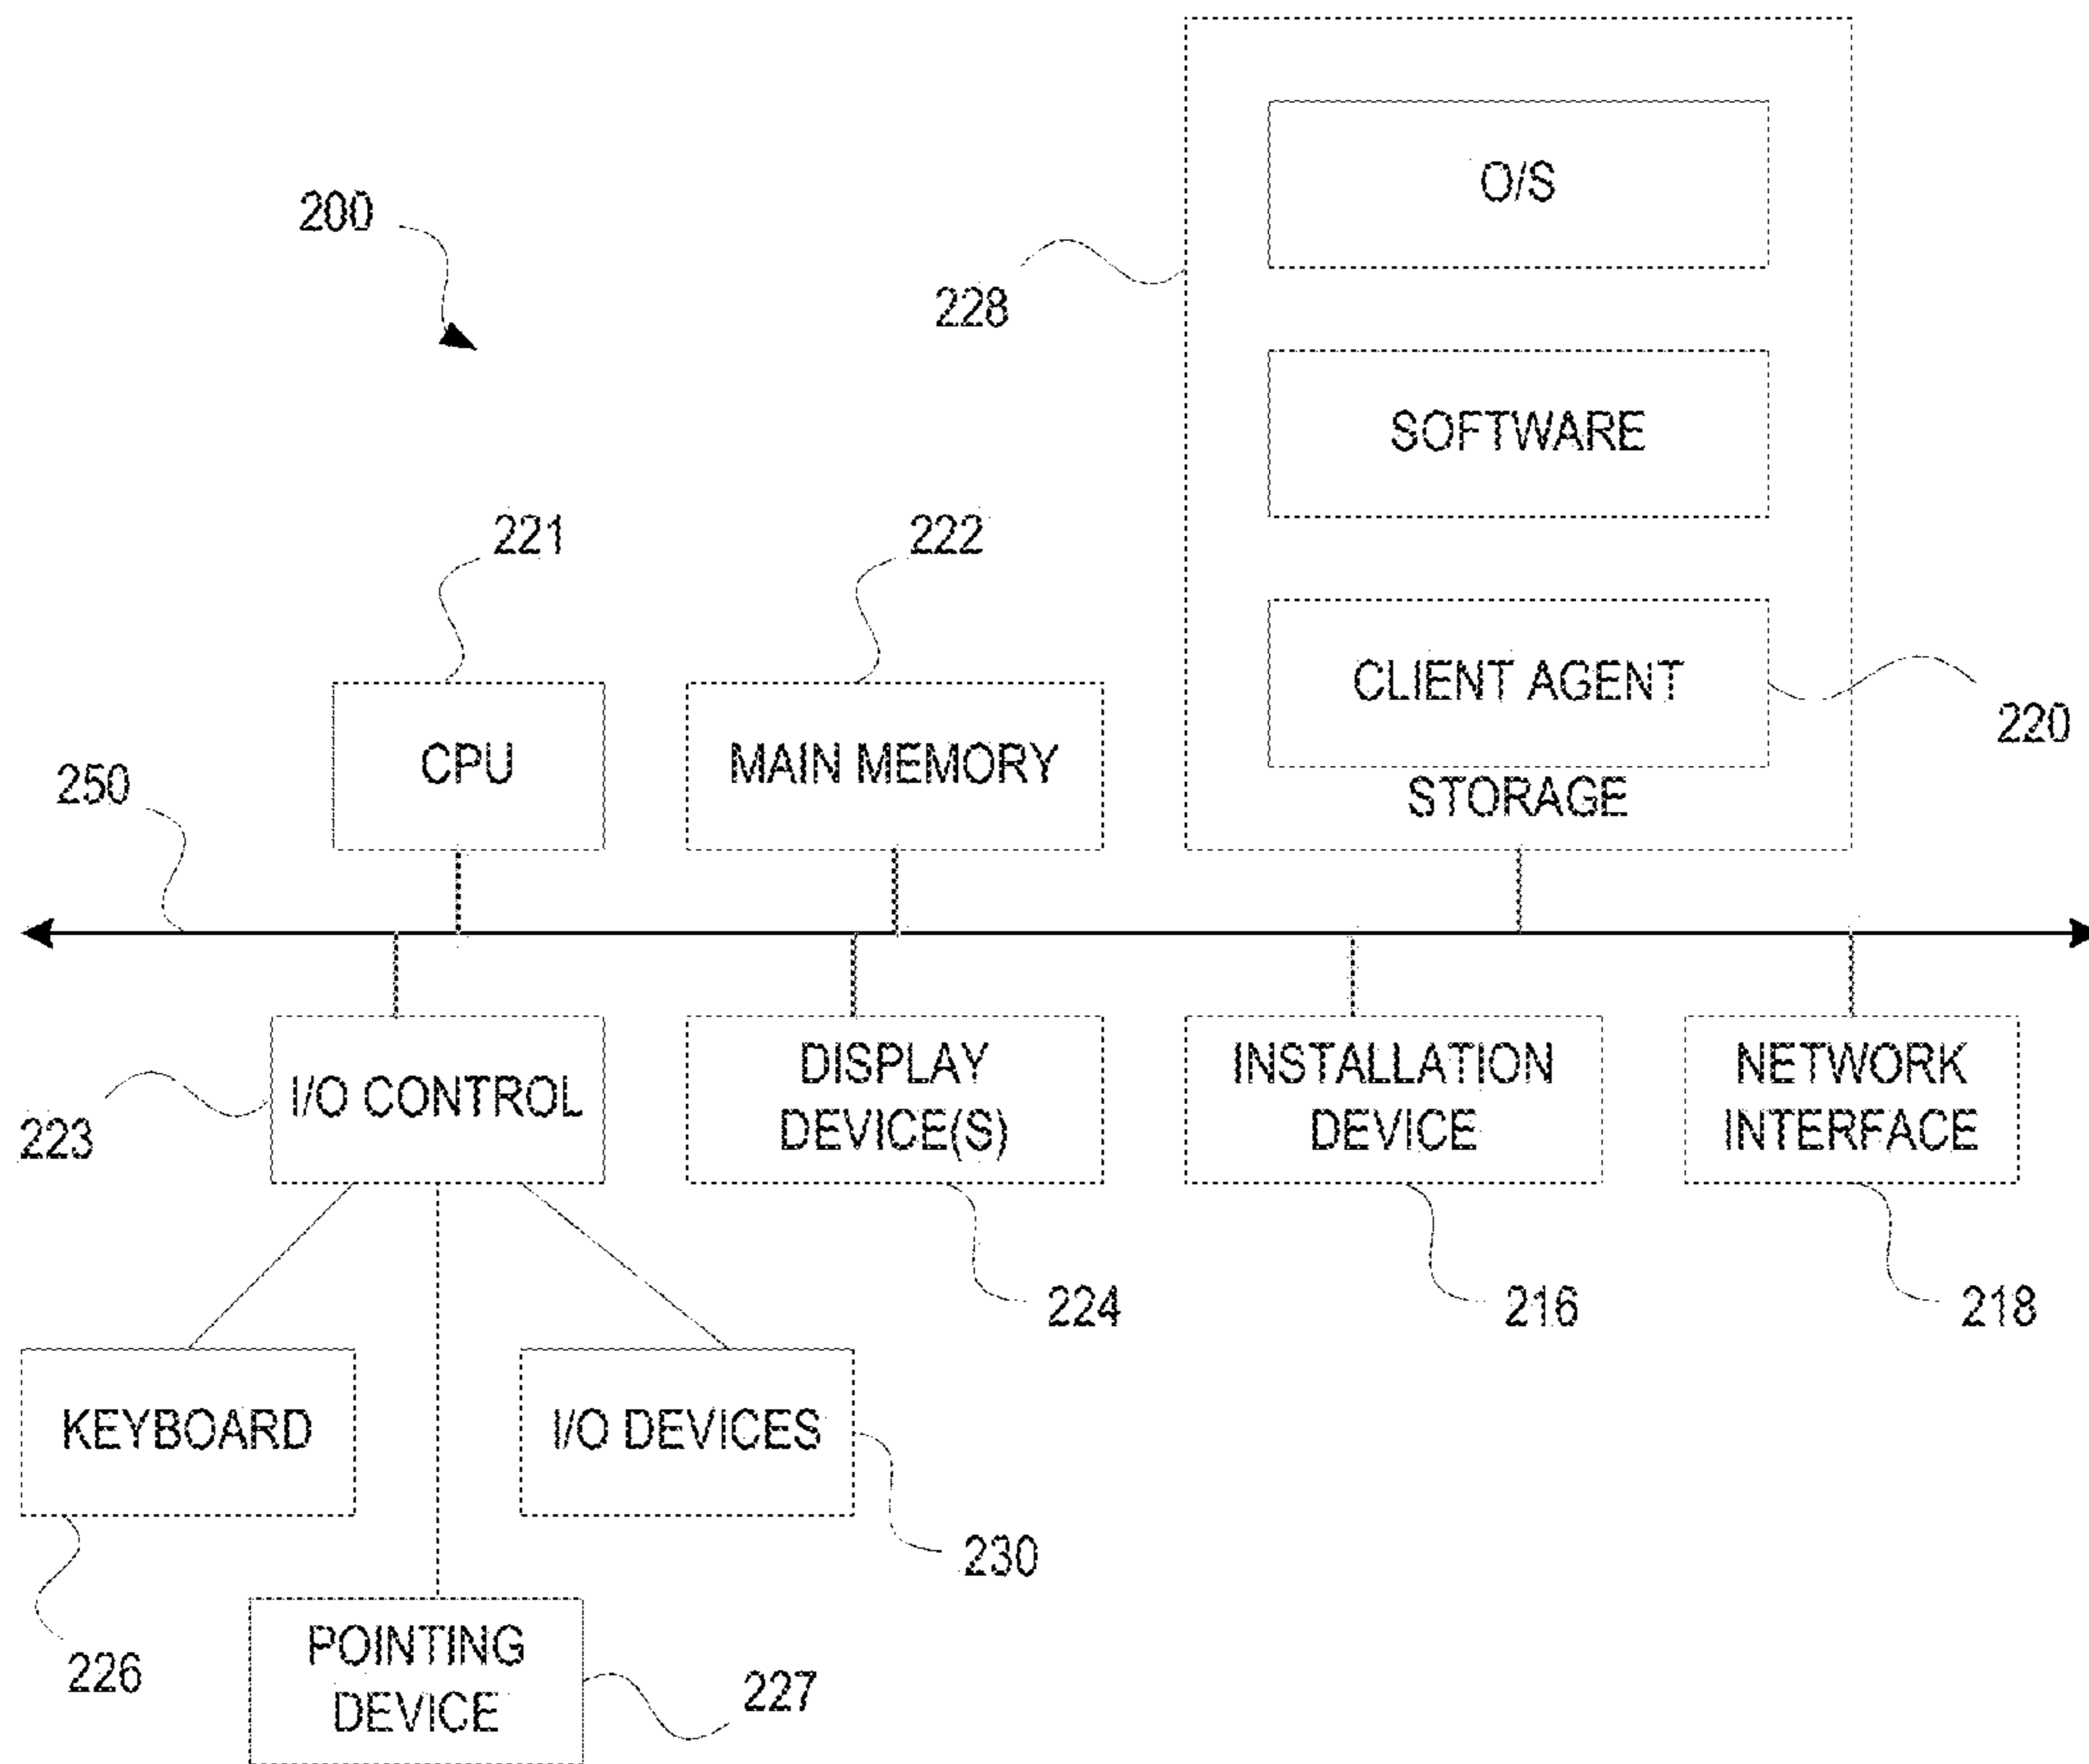 O/S
200
228
SOFTWARE
221
222
CLIENT AGENT
220
CPU
MAIN MEMORY
250
STORAGE
I/O CONTROL
DISPLAY
DEVICE(S)
INSTALLATION
DEVICE
NETWORK
INTERFACE
223
224
216
218
KEYBOARD
I/O DEVICES
230
226
POINTING
DEVICE
227